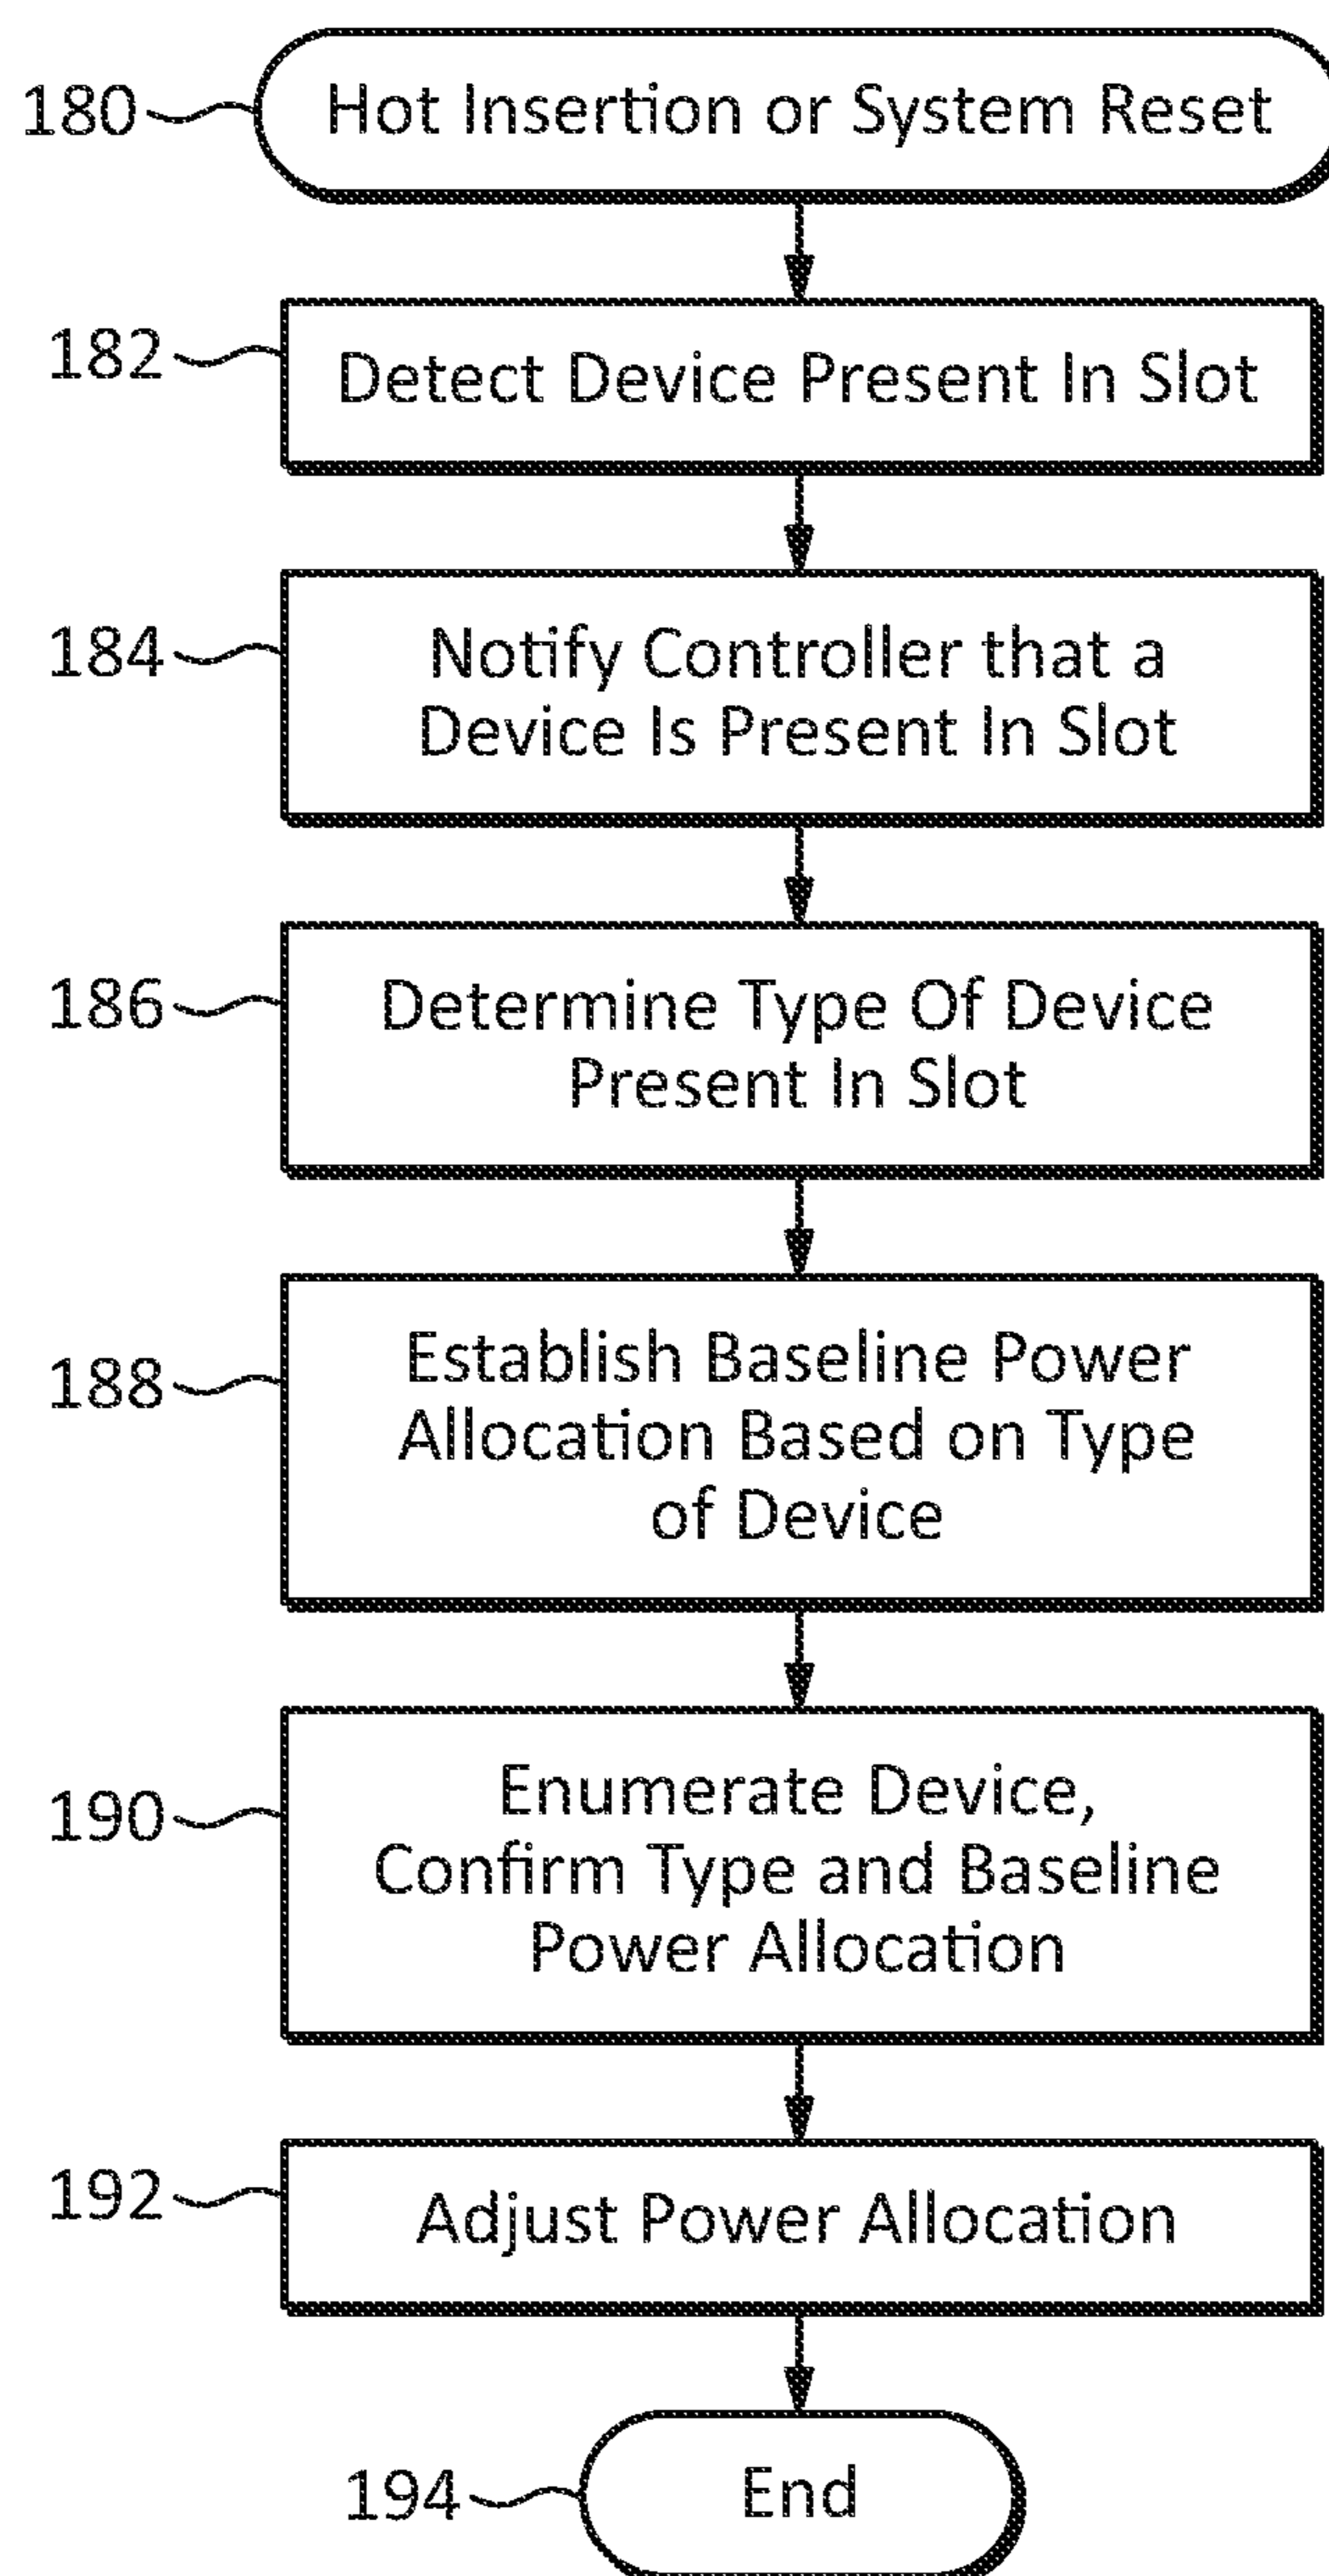 180
Hot Insertion or System Reset
182
Detect Device Present In Slot
184
Notify Controller that a
Device Is Present In Slot
186
Determine Type Of Device
Present In Slot
188
Establish Baseline Power
Allocation Based on Type
of Device
190
Enumerate Device,
Confirm Type and Baseline
Power Allocation
192
Adjust Power Allocation
194
End